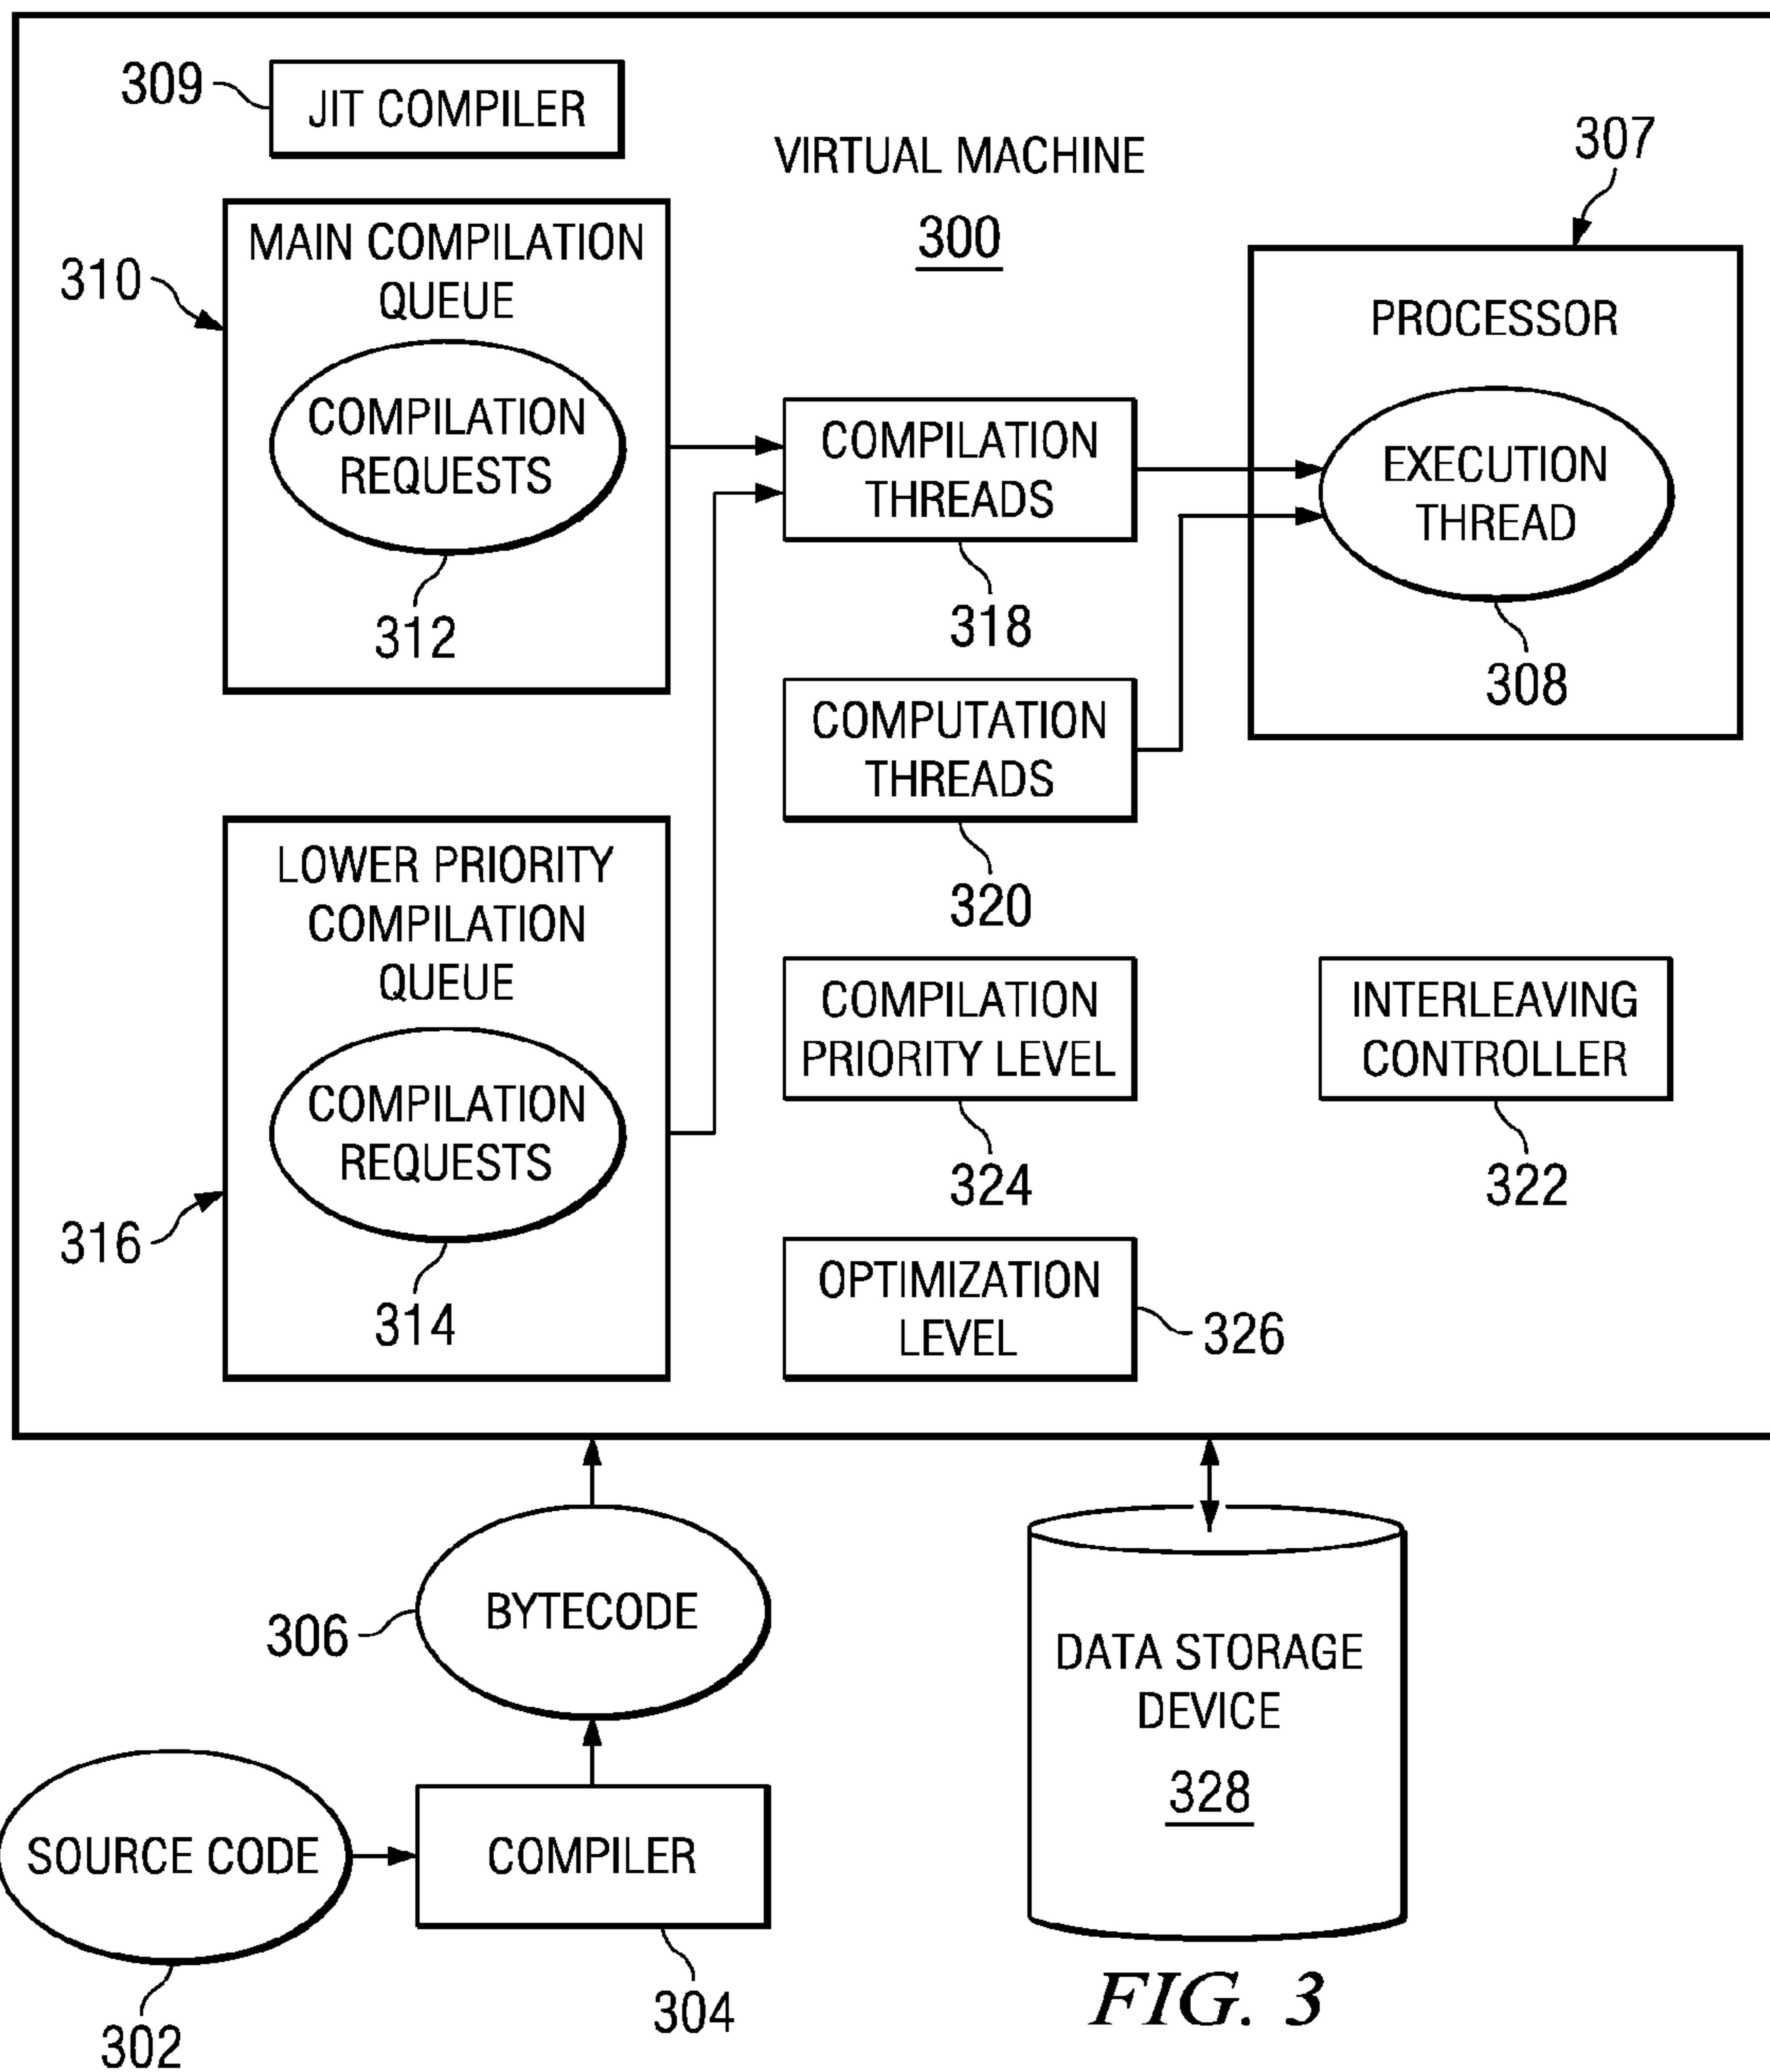 309
JIT COMPILER
VIRTUAL MACHINE
300
307
310
MAIN COMPILATION
QUEUE
COMPILATION
REQUESTS
312
COMPILATION
THREADS
318
PROCESSOR
EXECUTION
THREAD
308
COMPUTATION
THREADS
320
LOWER PRIORITY
COMPILATION
QUEUE
COMPILATION
REQUESTS
314
316
COMPILATION
PRIORITY LEVEL
324
INTERLEAVING
CONTROLLER
322
OPTIMIZATION
LEVEL
326
306
BYTECODE
DATA STORAGE
DEVICE
328
SOURCE CODE
302
COMPILER
304
FIG. 3